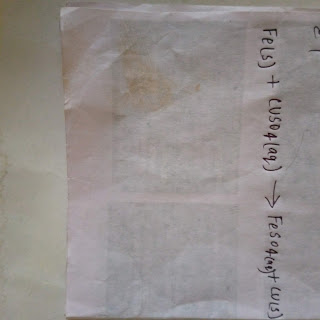 Fe(s) + CUSO4(aq) → FeSO4(aq) + CU(s)